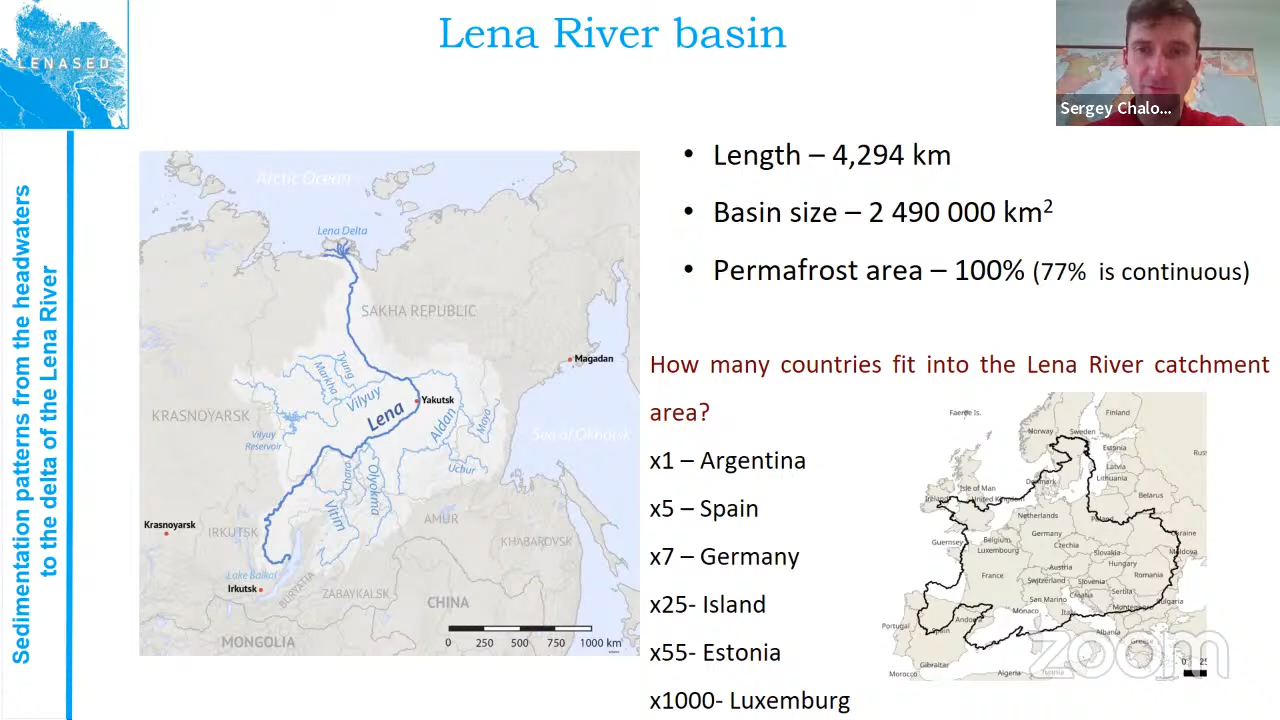 Lena River basin
LENASED
Sergey Chalo...
Sedimentation patterns from the headwaters
to the delta of the Lena River
Arctic Ocean
Lena Delta
SAKHA REPUBLIC
Magadan
Tyung
Markha
Vilyuy
Lena
Yakutsk
KRASNOYARSK
Vilyuy
Reservoir
Aldan
Maya
Sea of Okhotsk
Uchur
Chara
Olyokma
Vitim
Krasnoyarsk
IRKUTSK
AMUR
KHABAROVSK
Lake Baikal
Irkutsk
BURYATIA
ZABAYKALSK
CHINA
MONGOLIA
0 250 500 750 1000 km
• Length – 4,294 km
• Basin size – 2 490 000 km²
• Permafrost area – 100% (77% is continuous)
How many countries fit into the Lena River catchment
area?
x1 – Argentina
x5 – Spain
x7 – Germany
x25- Island
x55- Estonia
x1000- Luxemburg
Faeroe Is.
Finland
Norway
Sweden
Estonia
Russ
Latvia
Denmark
Lithuania
Isle of Man
Ireland
United Kingdom
Belarus
Netherlands
Poland
Germany
Ukraine
Guernsey
Belgium
Luxembourg
Czechia
Slovakia
Moldova
Austria
Hungary
France
Switzerland
Slovenia
Romania
Croatia
Serbia
San Marino
Monaco
Italy
Montenegro
Bulgaria
Portugal
Spain
Andorra
Albania
Greece
Gibraltar
Morocco
Algeria
Tunisia
0 25
zoom